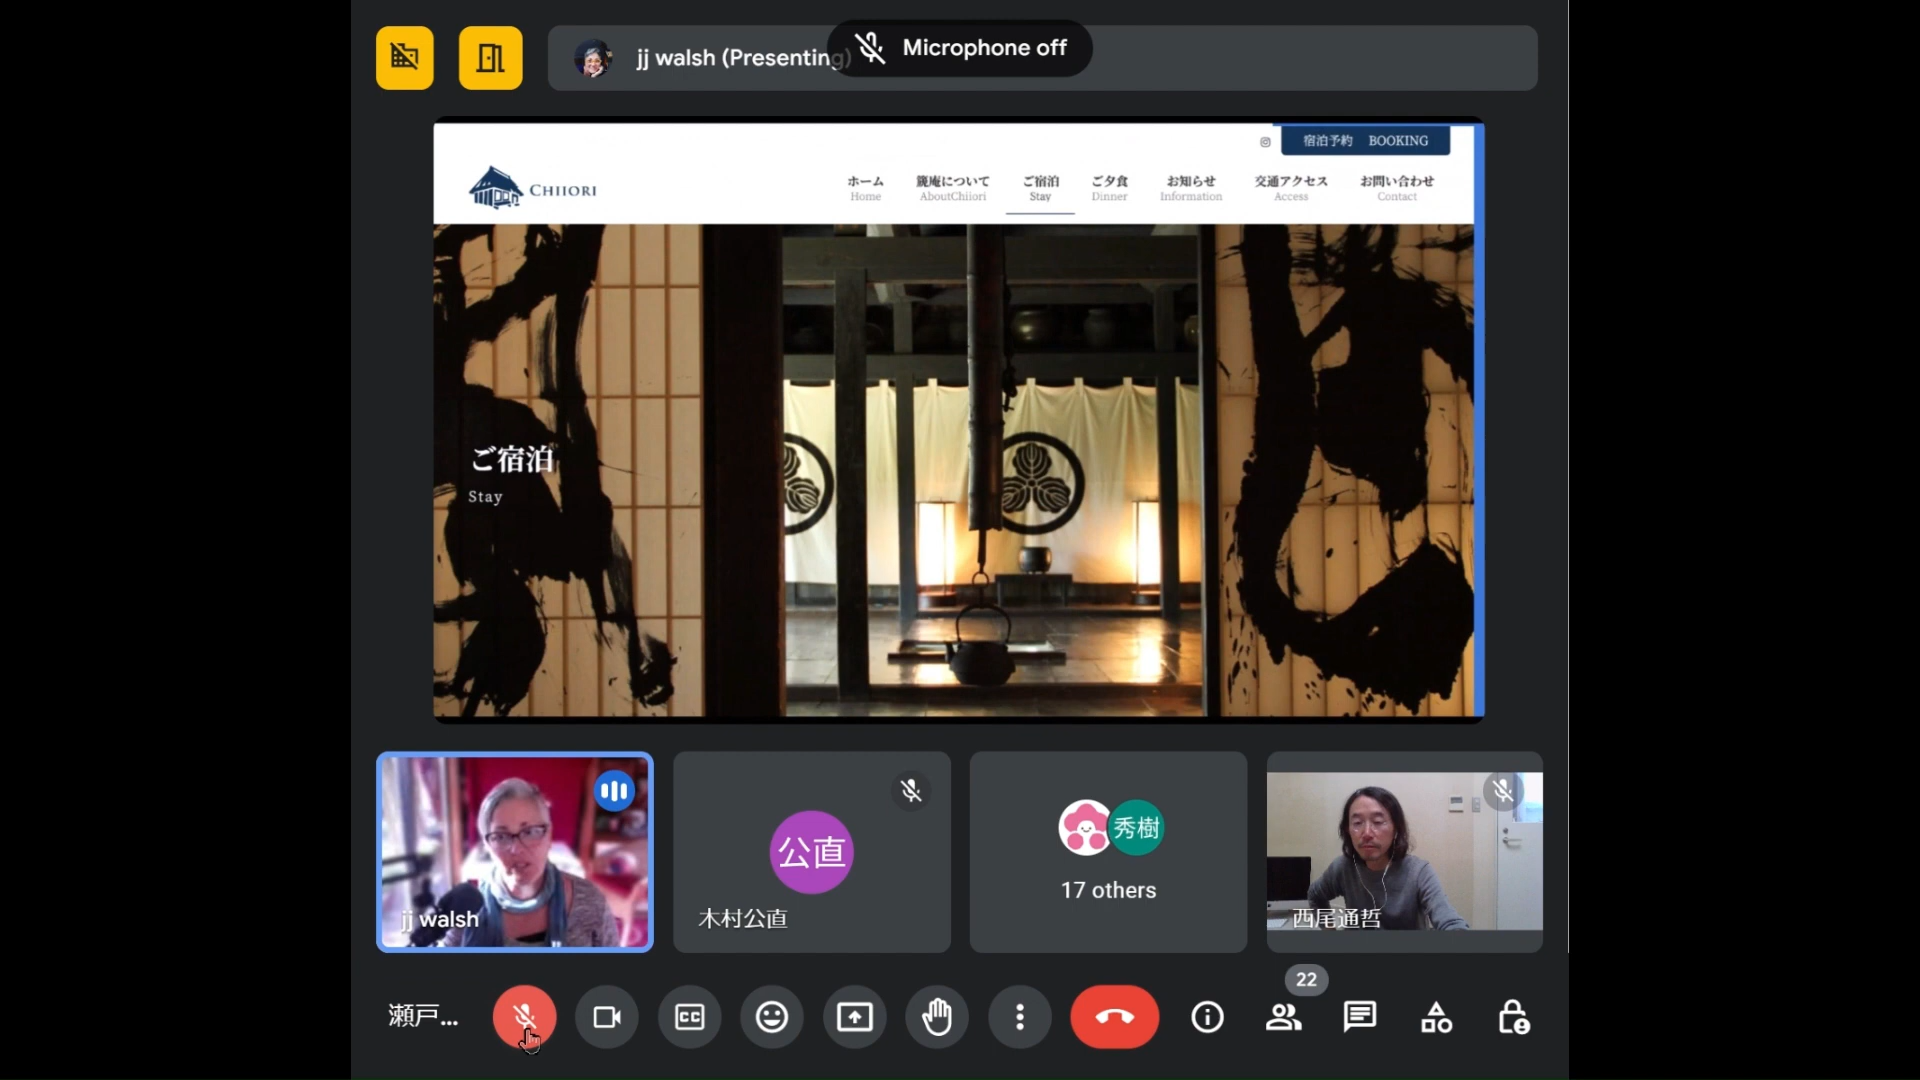 jj walsh (Presenting)
Microphone off
宿泊予約 BOOKING
CHIIORI
ホーム
Home
篪庵について
AboutChiiori
ご宿泊
Stay
ご夕食
Dinner
お知らせ
Information
交通アクセス
Access
お問い合わせ
Contact
ご宿泊
Stay
jj walsh
公直
木村公直
秀樹
17 others
西尾通哲
22
瀬戸...
CC